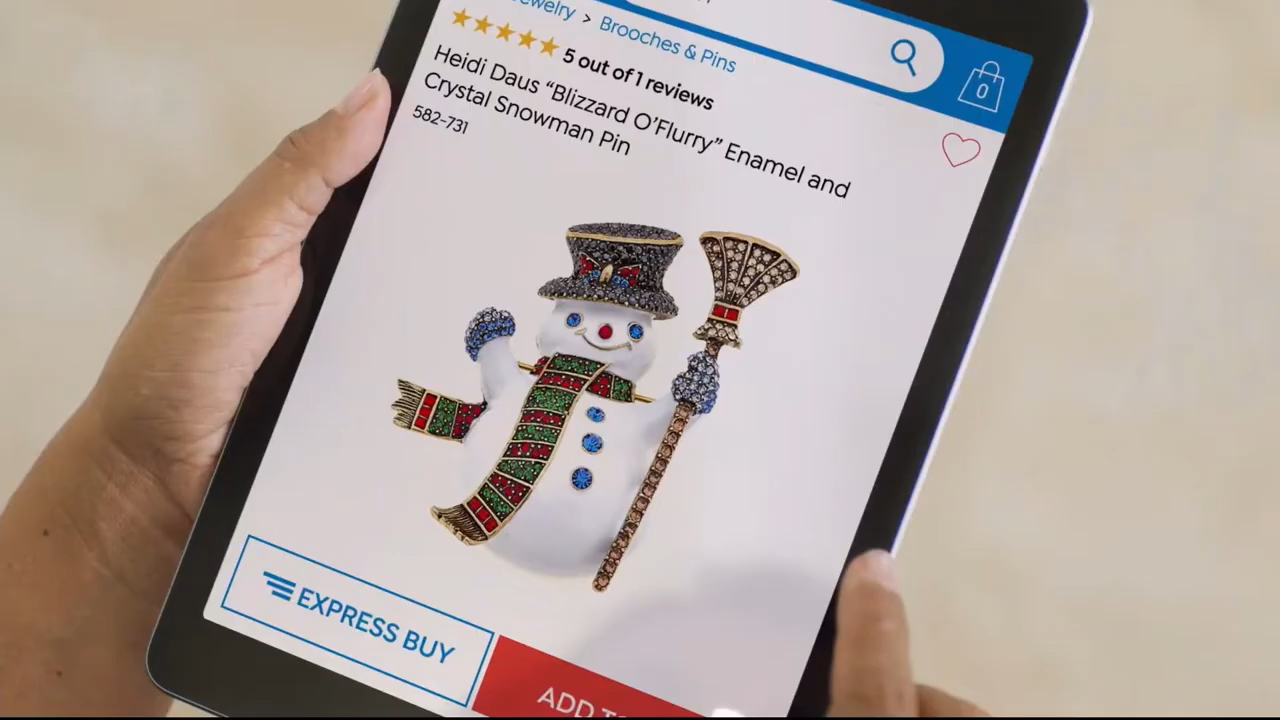 > Brooches & Pins
5 out of 1 reviews
Heidi Daus “Blizzard O’Flurry” Enamel and
Crystal Snowman Pin
582-731
0
EXPRESS BUY
ADD